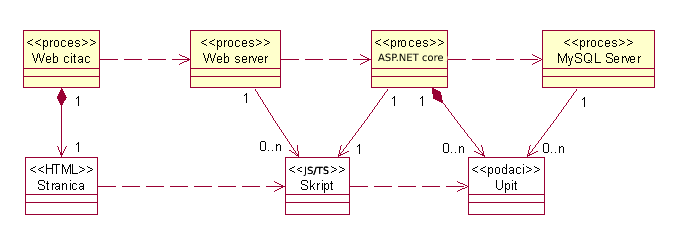 <<proces>> <<proces>> <<proces>> <<proces>>
Web citac Web server ASP.NET core MySQL Server
1 1 1 1 1
0..n 1 0..n 0..n
1
<<HTML>> <<JS/TS>> <<podaci>>
Stranica Skript Upit